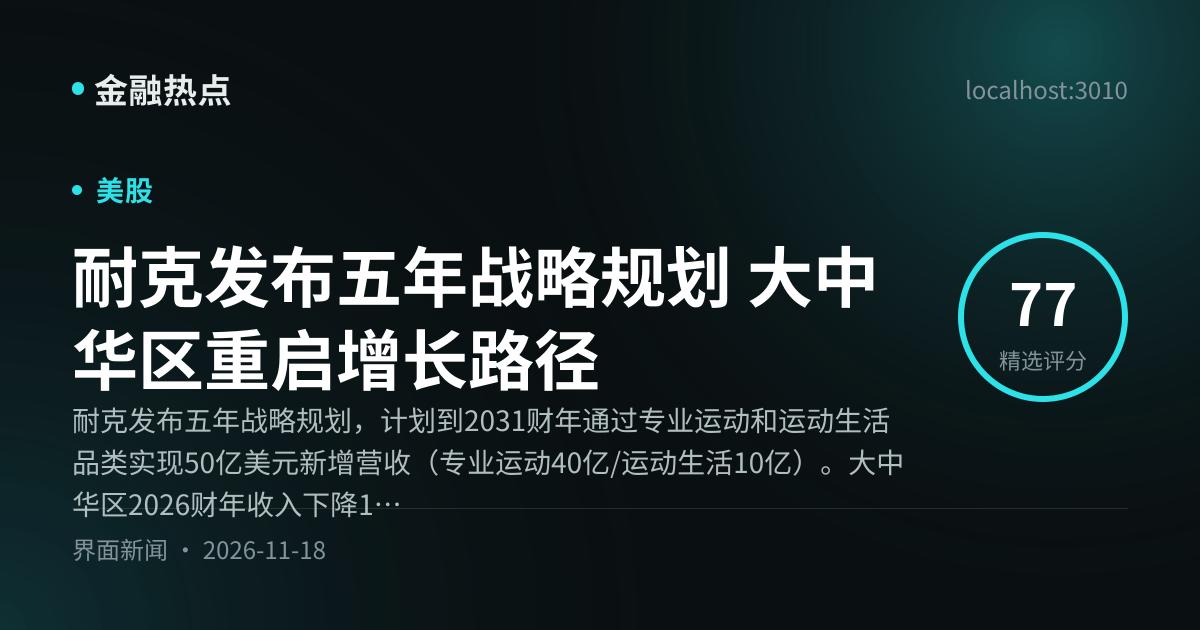 金融热点
localhost:3010
美股
耐克发布五年战略规划 大中
华区重启增长路径
77
精选评分
耐克发布五年战略规划，计划到2031财年通过专业运动和运动生活
品类实现50亿美元新增营收（专业运动40亿/运动生活10亿）。大中
华区2026财年收入下降1…
界面新闻 · 2026-11-18